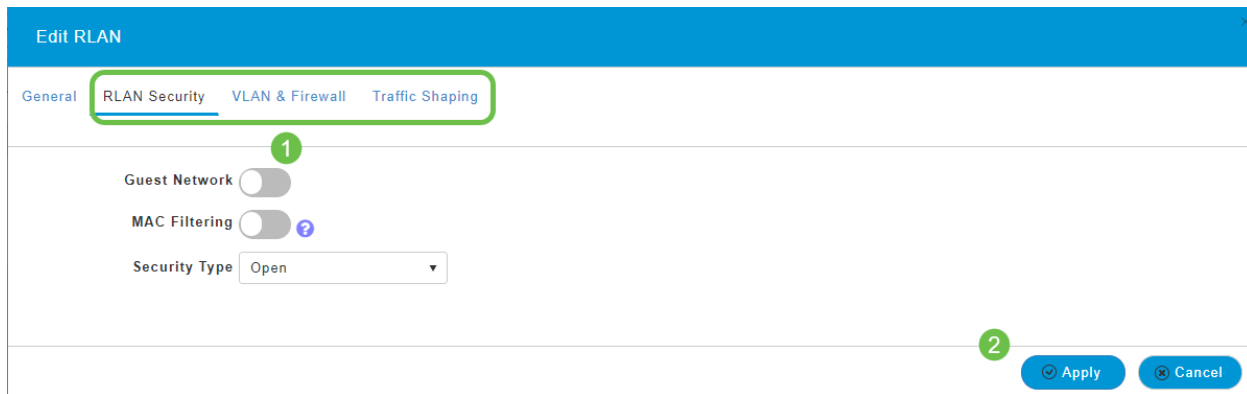 Edit RLAN
General RLAN Security VLAN & Firewall Traffic Shaping
1
Guest Network
MAC Filtering ?
Security Type Open
2
Apply Cancel